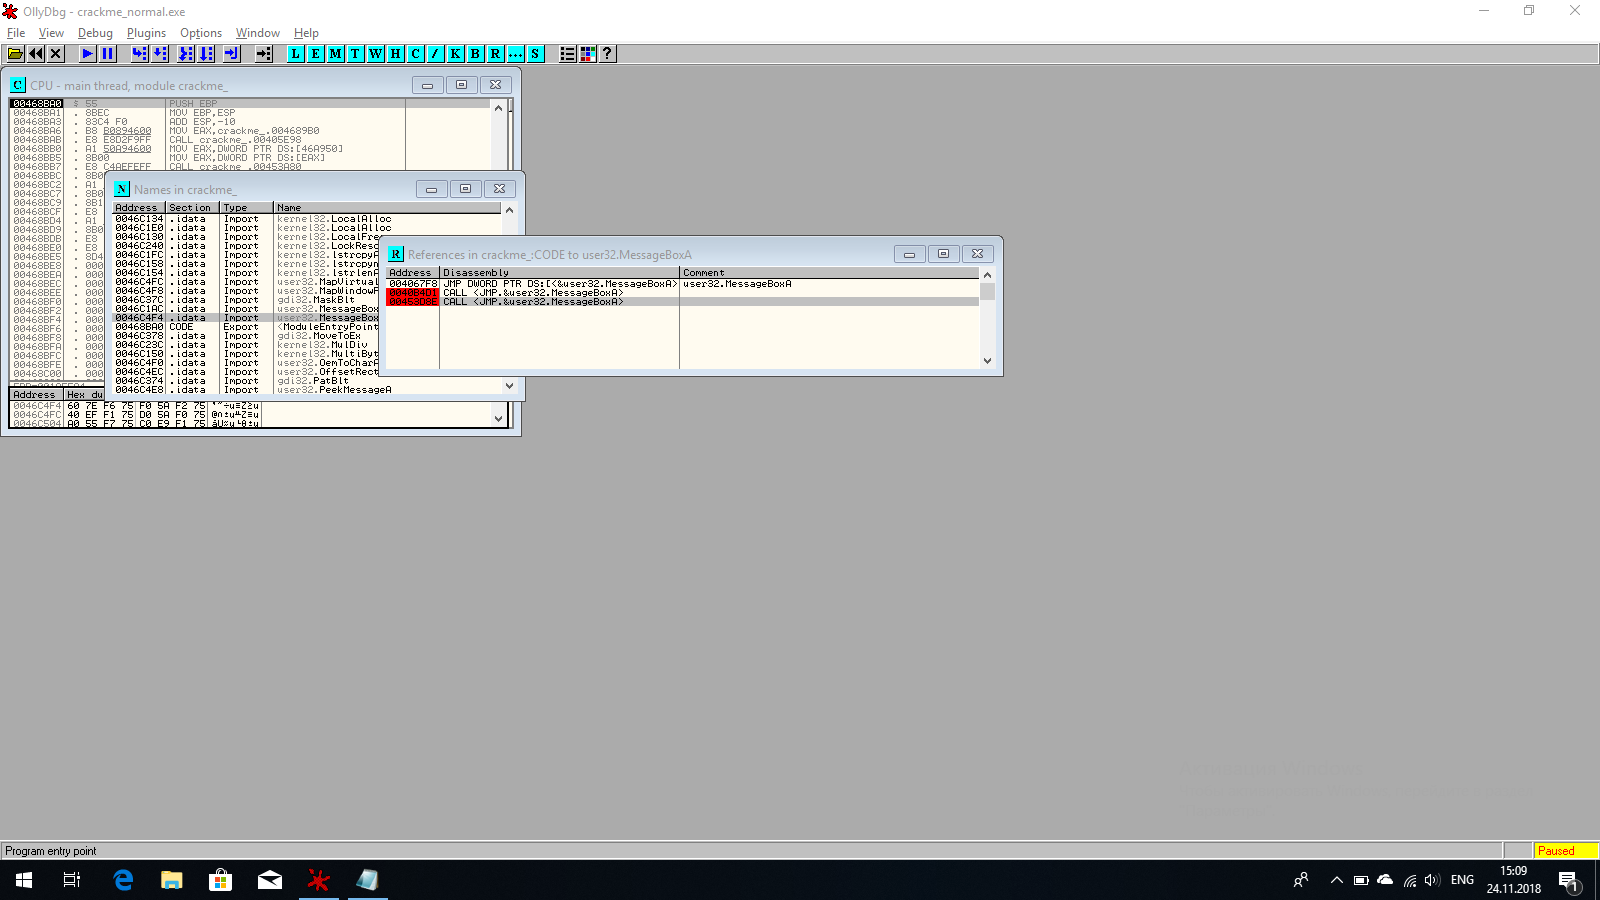 OllyDbg - crackme_normal.exe
File View Debug Plugins Options Window Help
L E M T W H C / K B R ... S ?
C CPU - main thread, module crackme_
00468BA0 $ 55 PUSH EBP
00468BA1 . 8BEC MOV EBP,ESP
00468BA3 . 83C4 F0 ADD ESP,-10
00468BA6 . B8 B0894600 MOV EAX,crackme_.004689B0
00468BAB . E8 E8D2F9FF CALL crackme_.00405E98
00468BB0 . A1 50A94600 MOV EAX,DWORD PTR DS:[46A950]
00468BB5 . 8B00 MOV EAX,DWORD PTR DS:[EAX]
00468BB7 . E8 C4AEFEFF CALL crackme_.00453A80
00468BBC . 8B0
00468BC2 . A1
00468BC7 . 8B0
00468BC9 . 8B1
00468BCF . E8
00468BD4 . A1
00468BD9 . 8B0
00468BDB . E8
00468BE0 . E8
00468BE5 . 8D4
00468BE8 . 000
00468BEA . 000
00468BEC . 000
00468BEE . 000
00468BF0 . 000
00468BF2 . 000
00468BF4 . 000
00468BF6 . 000
00468BF8 . 000
00468BFA . 000
00468BFC . 000
00468BFE . 000
00468C00 . 000
Address Hex du
0046C4F4 60 7E F6 75 F0 5A F2 75
0046C4FC 40 EF F1 75 D0 5A F0 75
0046C504 A0 55 F7 75 C0 E9 F1 75
N Names in crackme_
Address Section Type Name
0046C134 .idata Import kernel32.LocalAlloc
0046C1E0 .idata Import kernel32.LocalAlloc
0046C130 .idata Import kernel32.LocalFre
0046C240 .idata Import kernel32.LockResc
0046C1FC .idata Import kernel32.lstrcpyA
0046C158 .idata Import kernel32.lstrcpyn
0046C154 .idata Import kernel32.lstrlenA
0046C4FC .idata Import user32.MapVirtual
0046C4F8 .idata Import user32.MapWindowF
0046C37C .idata Import gdi32.MaskBlt
0046C1AC .idata Import user32.MessageBox
0046C4F4 .idata Import user32.MessageBox
00468BA0 CODE Export <ModuleEntryPoint
0046C378 .idata Import gdi32.MoveToEx
0046C23C .idata Import kernel32.MulDiv
0046C150 .idata Import kernel32.MultiByt
0046C4F0 .idata Import user32.OemToCharA
0046C4EC .idata Import user32.OffsetRect
0046C374 .idata Import gdi32.PatBlt
0046C4E8 .idata Import user32.PeekMessageA
R References in crackme_:CODE to user32.MessageBoxA
Address Disassembly Comment
004067F8 JMP DWORD PTR DS:[<&user32.MessageBoxA>] user32.MessageBoxA
0040B4D1 CALL <JMP.&user32.MessageBoxA>
00453D8E CALL <JMP.&user32.MessageBoxA>
Program entry point
Paused
ENG
15:09
24.11.2018
1